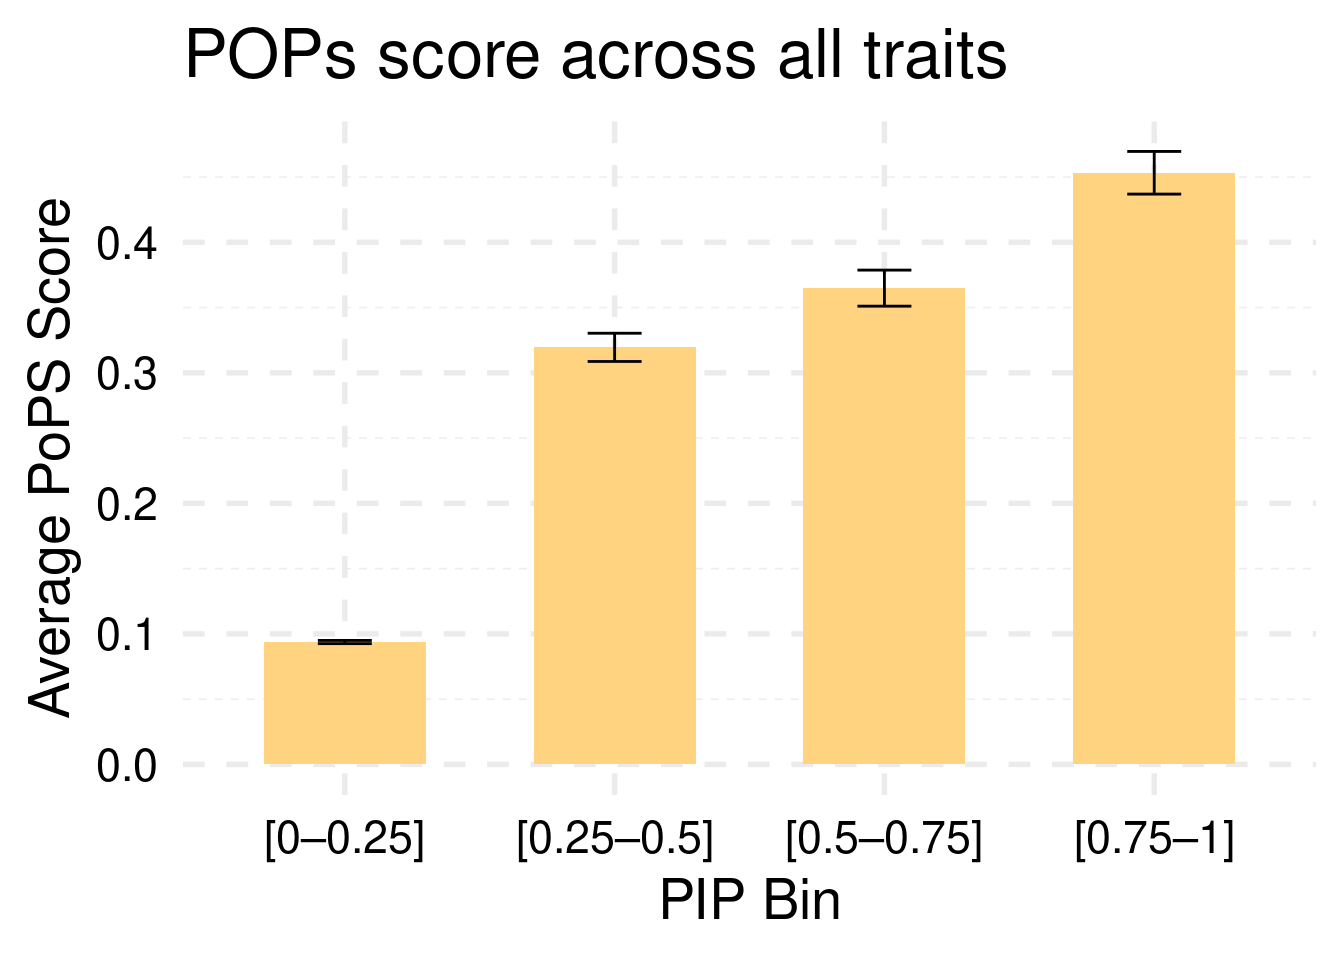 POPs score across all traits
Average PoPS Score
0.4
0.3
0.2
0.1
0.0
[0–0.25] [0.25–0.5] [0.5–0.75] [0.75–1]
PIP Bin